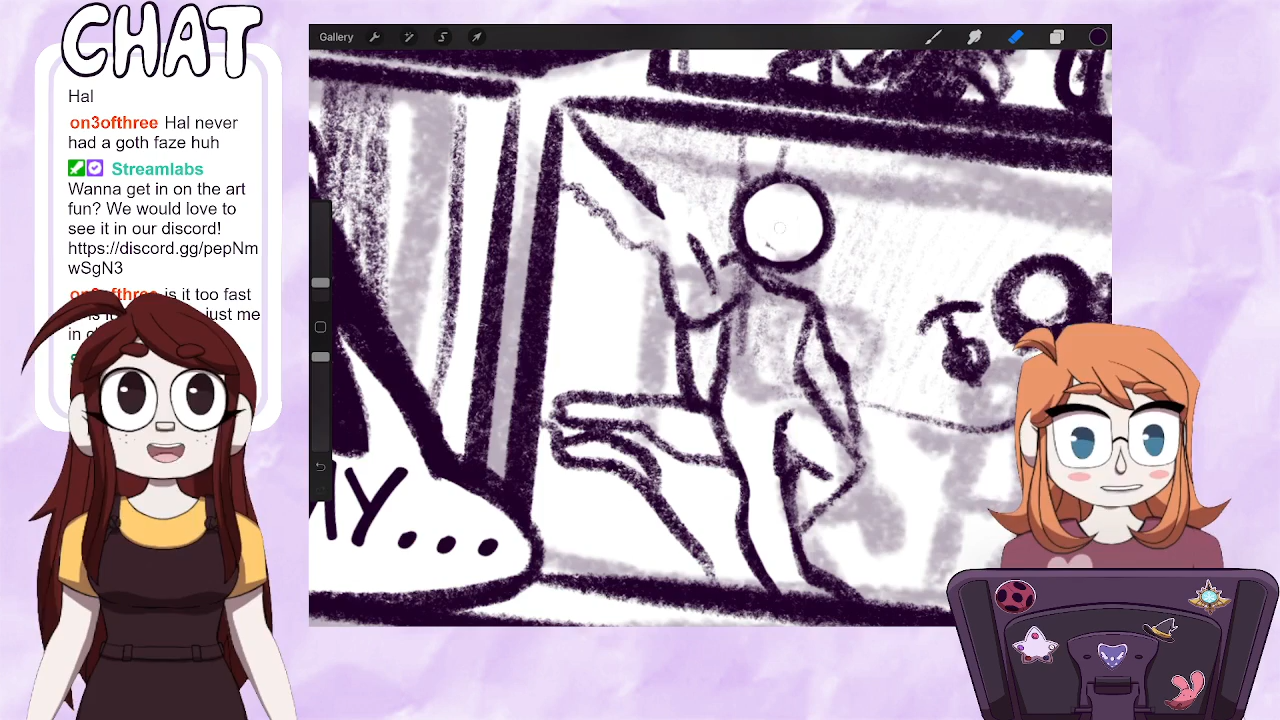 CHAT
Gallery
Hal
on3ofthree Hal never
had a goth faze huh
Streamlabs
Wanna get in on the art
fun? We would love to
see it in our discord!
https://discord.gg/pepNm
wSgN3
is it too fast
just me
in
Y...